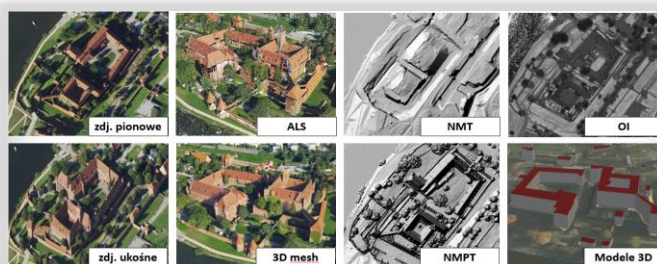 zdj. pionowe
ALS
NMT
OI
zdj. ukośne
3D mesh
NMPT
Modele 3D